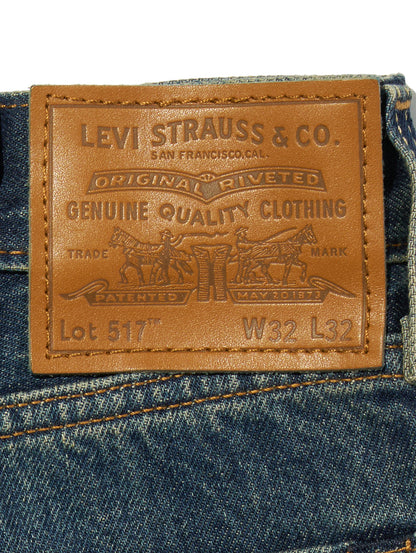 LEVI STRAUSS & CO.
SAN FRANCISCO, CAL.
ORIGINAL RIVETED
GENUINE QUALITY CLOTHING
TRADE MARK
PATENTED MAY 20 1873
Lot 517™ W32 L32